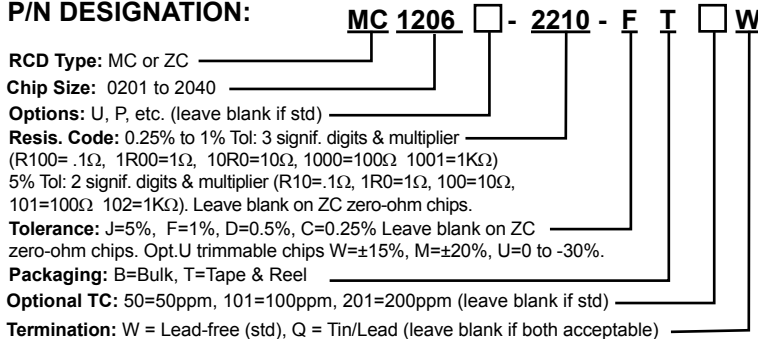 P/N DESIGNATION: MC 1206 □ - 2210 - F T □ W
RCD Type: MC or ZC
Chip Size: 0201 to 2040
Options: U, P, etc. (leave blank if std)
Resis. Code: 0.25% to 1% Tol: 3 signif. digits & multiplier
(R100= .1Ω, 1R00=1Ω, 10R0=10Ω, 1000=100Ω 1001=1KΩ)
5% Tol: 2 signif. digits & multiplier (R10=.1Ω, 1R0=1Ω, 100=10Ω,
101=100Ω 102=1KΩ). Leave blank on ZC zero-ohm chips.
Tolerance: J=5%, F=1%, D=0.5%, C=0.25% Leave blank on ZC
zero-ohm chips. Opt.U trimmable chips W=±15%, M=±20%, U=0 to -30%.
Packaging: B=Bulk, T=Tape & Reel
Optional TC: 50=50ppm, 101=100ppm, 201=200ppm (leave blank if std)
Termination: W = Lead-free (std), Q = Tin/Lead (leave blank if both acceptable)